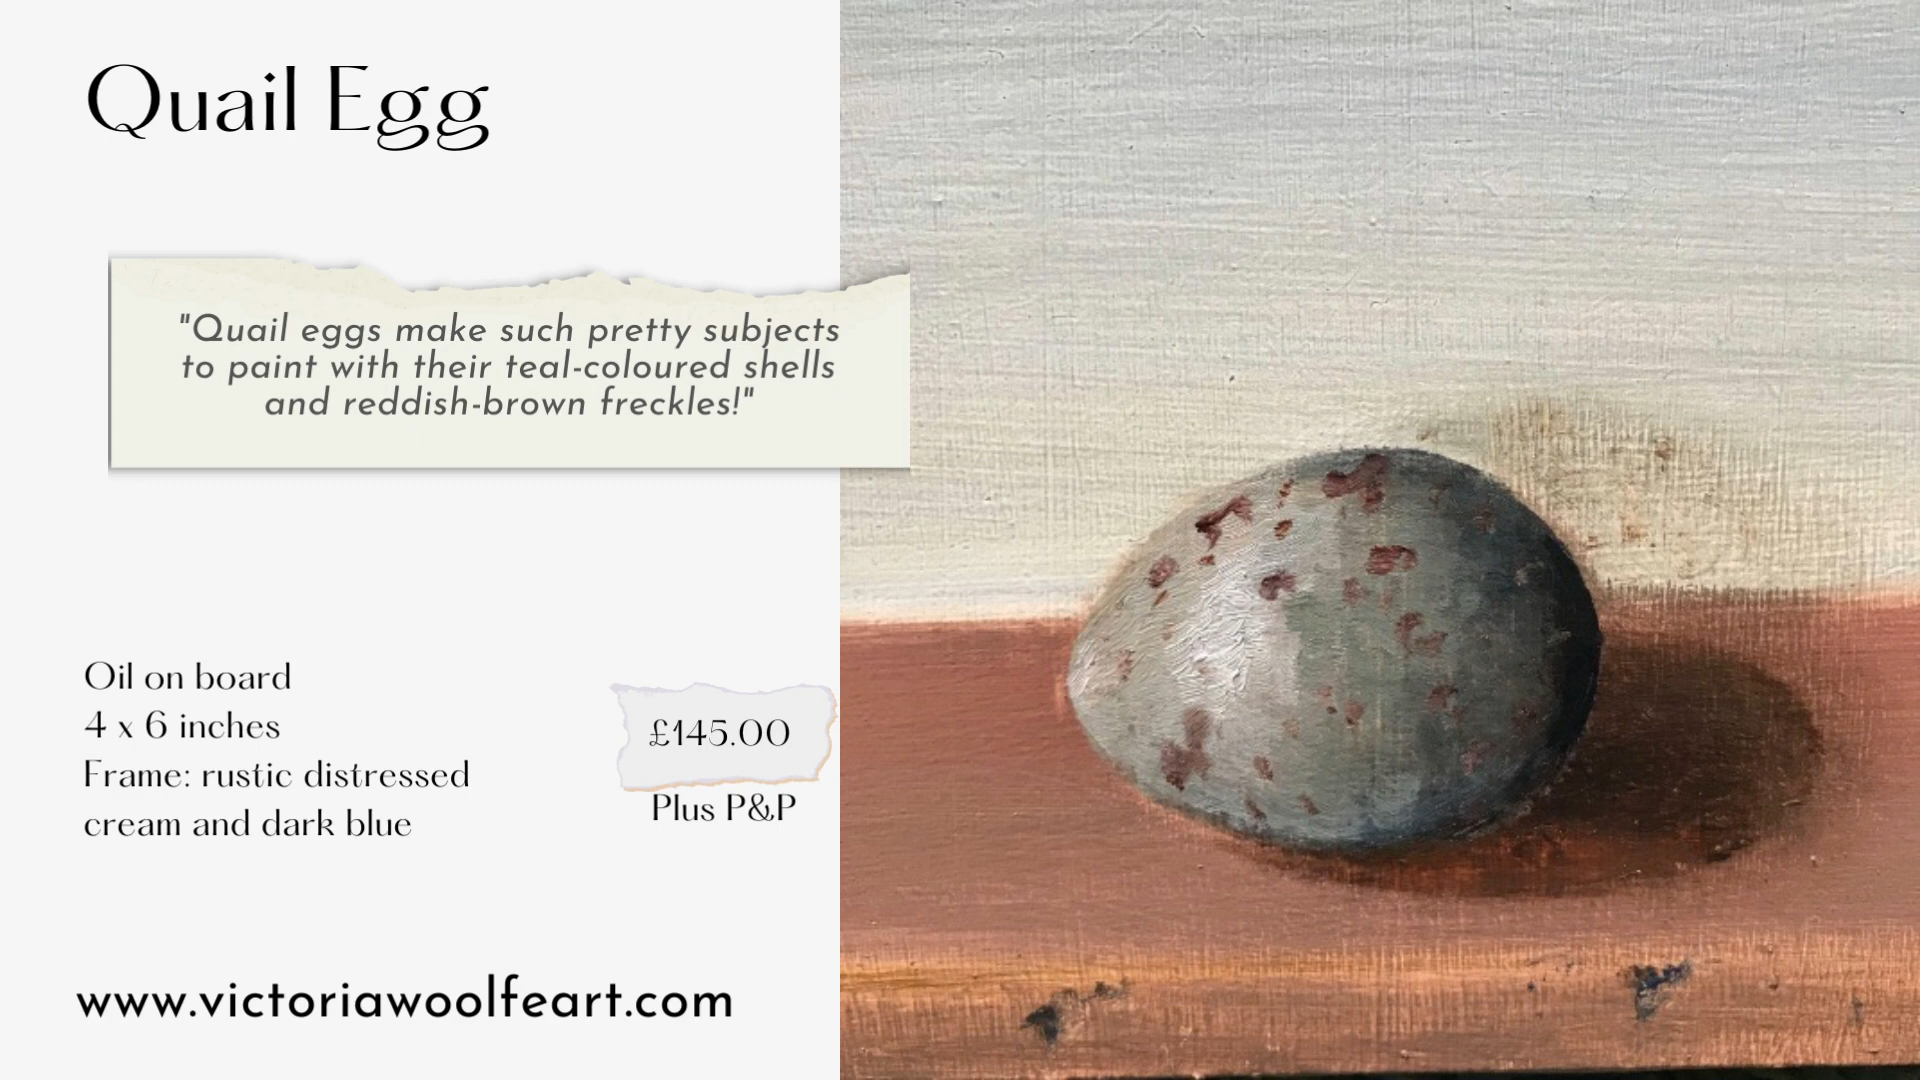 Quail Egg
"Quail eggs make such pretty subjects
to paint with their teal-coloured shells
and reddish-brown freckles!"
Oil on board
4 x 6 inches
Frame: rustic distressed
cream and dark blue
£145.00
Plus P&P
www.victoriawoolfeart.com